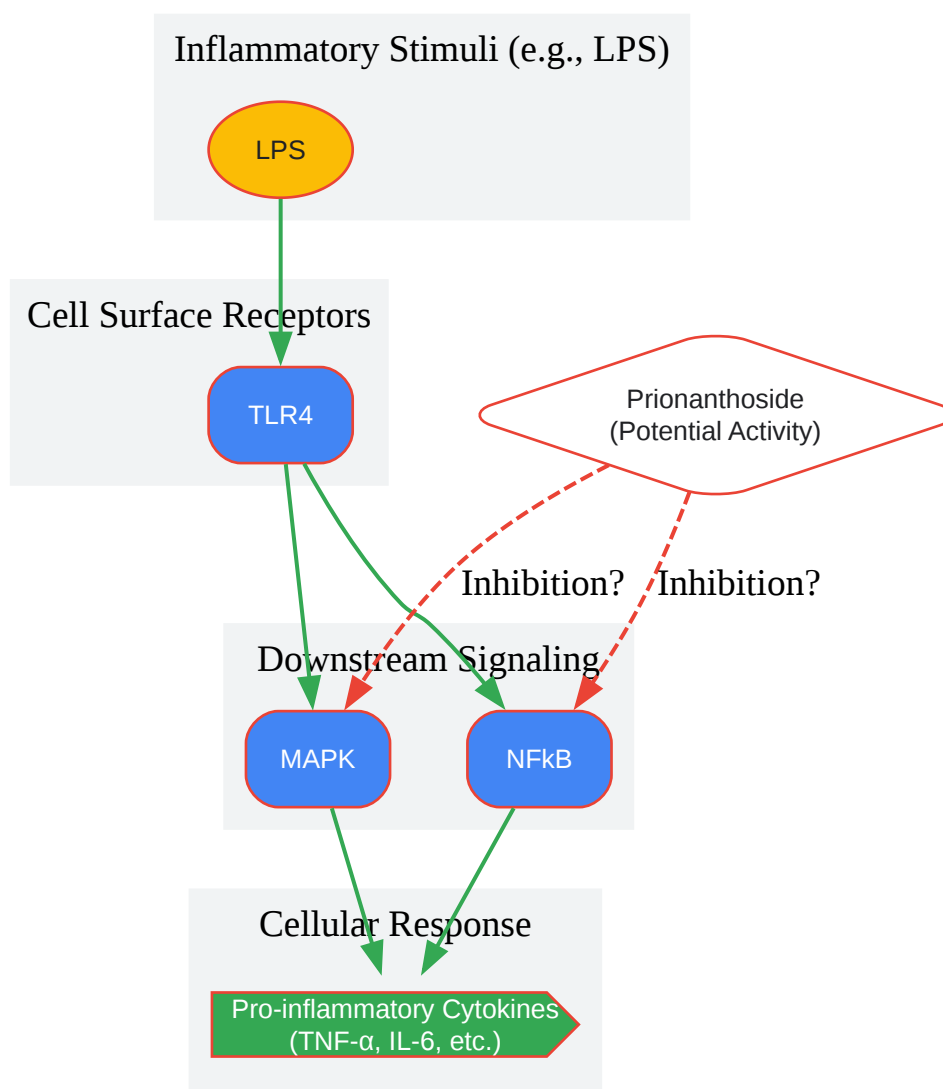 Inflammatory Stimuli (e.g., LPS)
LPS
Cell Surface Receptors
TLR4
Prionanthoside
(Potential Activity)
Inhibition?
Inhibition?
Downstream Signaling
MAPK
NFkB
Cellular Response
Pro-inflammatory Cytokines
(TNF-α, IL-6, etc.)